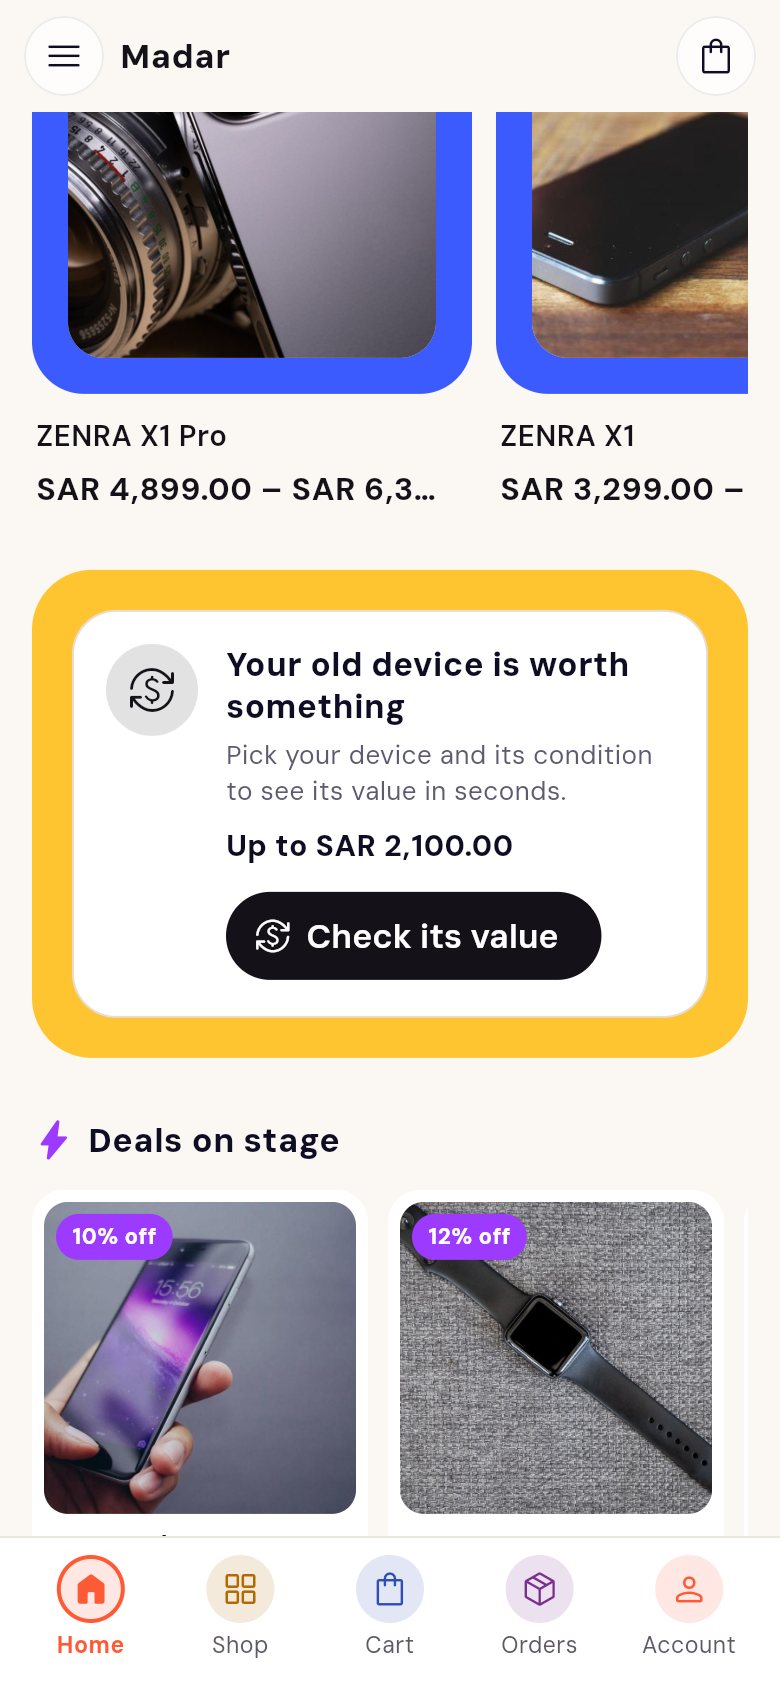 Madar
ZENRA X1 Pro
SAR 4,899.00 – SAR 6,3...
ZENRA X1
SAR 3,299.00 –
Your old device is worth
something
Pick your device and its condition
to see its value in seconds.
Up to SAR 2,100.00
Check its value
Deals on stage
10% off
15:56
12% off
Home
Shop
Cart
Orders
Account